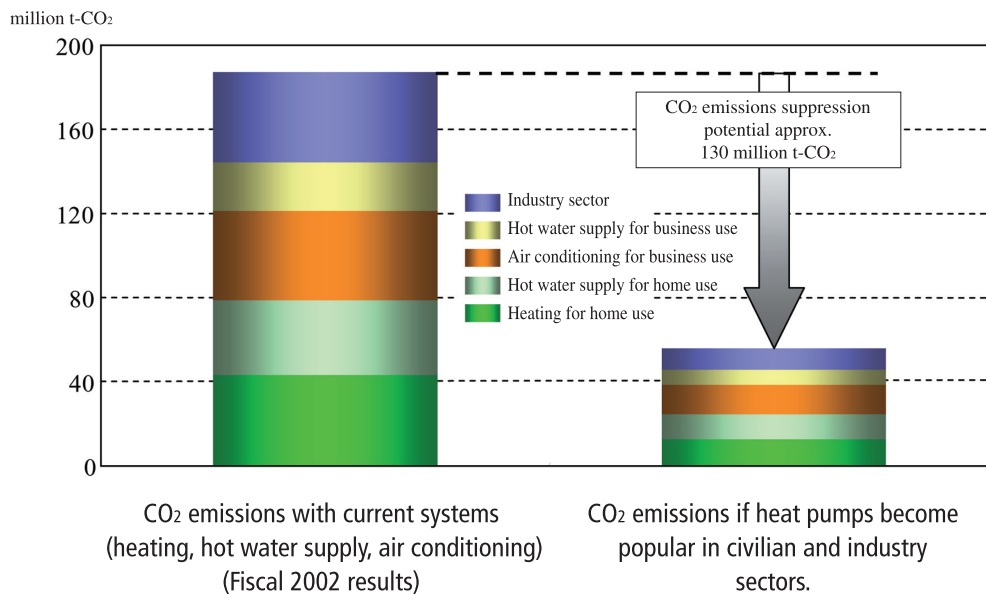 million t-CO₂
200
160
120
80
40
0
CO₂ emissions suppression
potential approx.
130 million t-CO₂
Industry sector
Hot water supply for business use
Air conditioning for business use
Hot water supply for home use
Heating for home use
CO₂ emissions with current systems
(heating, hot water supply, air conditioning)
(Fiscal 2002 results)
CO₂ emissions if heat pumps become
popular in civilian and industry
sectors.